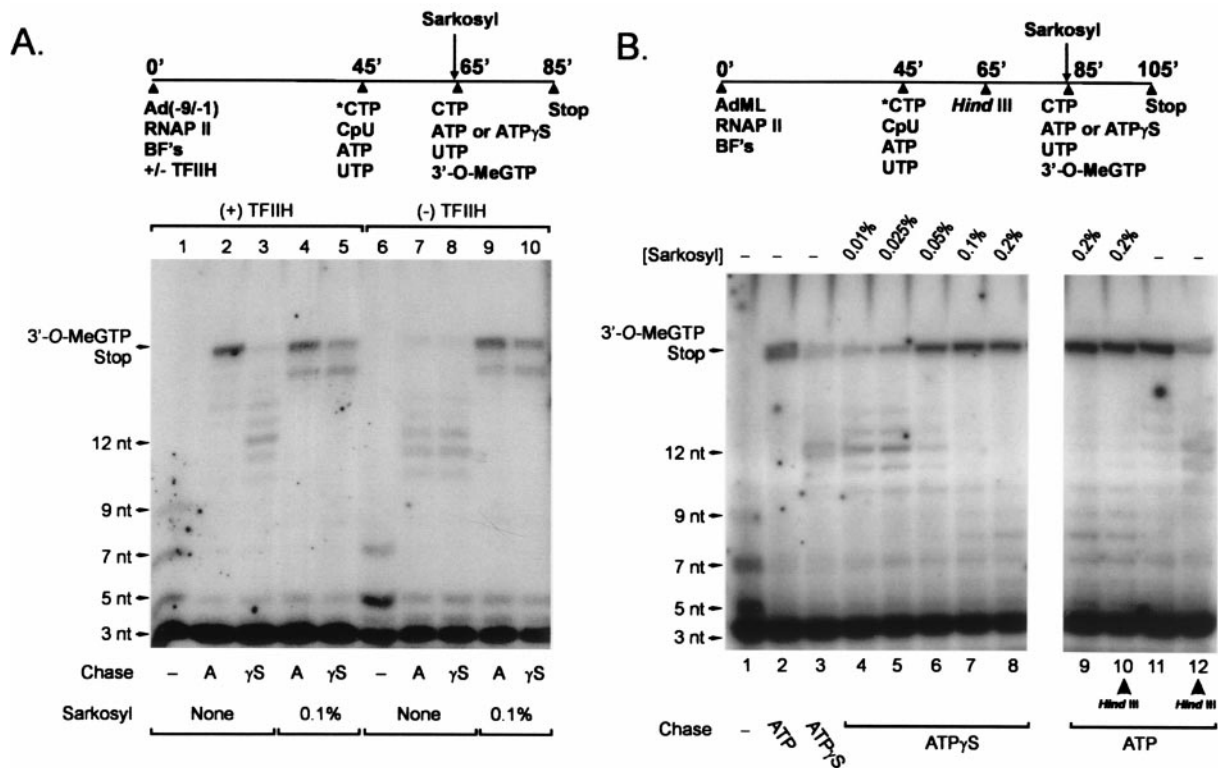 A.
Sarkosyl
0' 45' 65' 85'
Ad(-9/-1) *CTP CTP Stop
RNAP II CpU ATP or ATPγS
BF's ATP UTP
+/- TFIIH UTP 3'-O-MeGTP
(+) TFIIH (-) TFIIH
1 2 3 4 5 6 7 8 9 10
3'-O-MeGTP
Stop
12 nt
9 nt
7 nt
5 nt
3 nt
Chase – A γS A γS – A γS A γS
Sarkosyl None 0.1% None 0.1%
B.
Sarkosyl
0' 45' 65' 85' 105'
AdML *CTP Hind III CTP Stop
RNAP II CpU ATP or ATPγS
BF's ATP UTP
UTP 3'-O-MeGTP
[Sarkosyl] – – – 0.01% 0.025% 0.05% 0.1% 0.2% 0.2% 0.2% – –
3'-O-MeGTP
Stop
12 nt
9 nt
7 nt
5 nt
3 nt
1 2 3 4 5 6 7 8 9 10 11 12
Hind III Hind III
Chase – ATP ATPγS ATPγS ATP